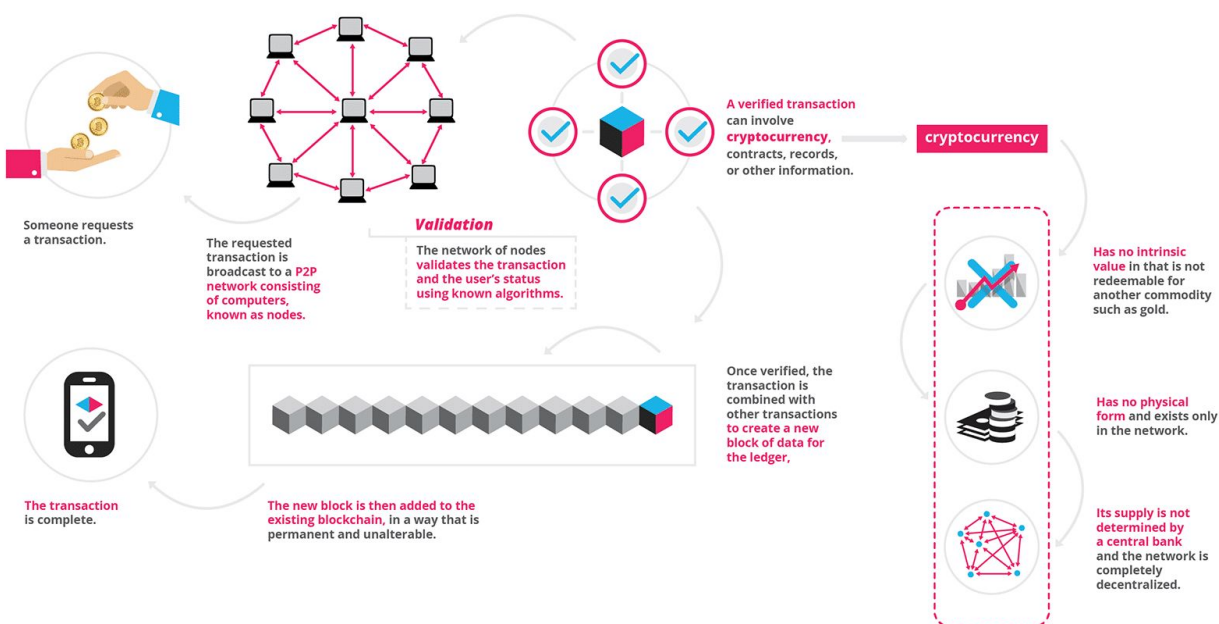 Someone requests
a transaction.
The requested
transaction is
broadcast to a P2P
network consisting
of computers,
known as nodes.
Validation
The network of nodes
validates the transaction
and the user's status
using known algorithms.
A verified transaction
can involve
cryptocurrency,
contracts, records,
or other information.
cryptocurrency
Has no intrinsic
value in that is not
redeemable for
another commodity
such as gold.
Has no physical
form and exists only
in the network.
Its supply is not
determined by
a central bank
and the network is
completely
decentralized.
Once verified, the
transaction is
combined with
other transactions
to create a new
block of data for
the ledger,
The new block is then added to the
existing blockchain, in a way that is
permanent and unalterable.
The transaction
is complete.